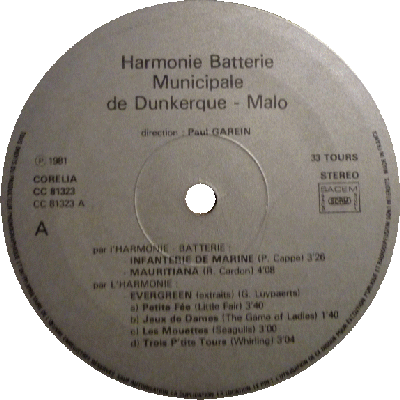 Harmonie Batterie
Municipale
de Dunkerque - Malo
direction : Paul GAREIN
℗ 1981
33 TOURS
CORELIA
STEREO
CC 81323
CC 81323 A
SACEM
A
par l'HARMONIE - BATTERIE :
INFANTERIE DE MARINE (P. Cappe) 3'26
MAURITIANA (R. Cardon) 4'08
par L'HARMONIE :
EVERGREEN (extraits) (G. Luypaerts)
a) Petite Fée (Little Fair) 3'40
b) Jeux de Dames (The Game of Ladies) 1'40
c) Les Mouettes (Seagulls) 3'00
d) Trois P'tits Tours (Whirling) 3'04